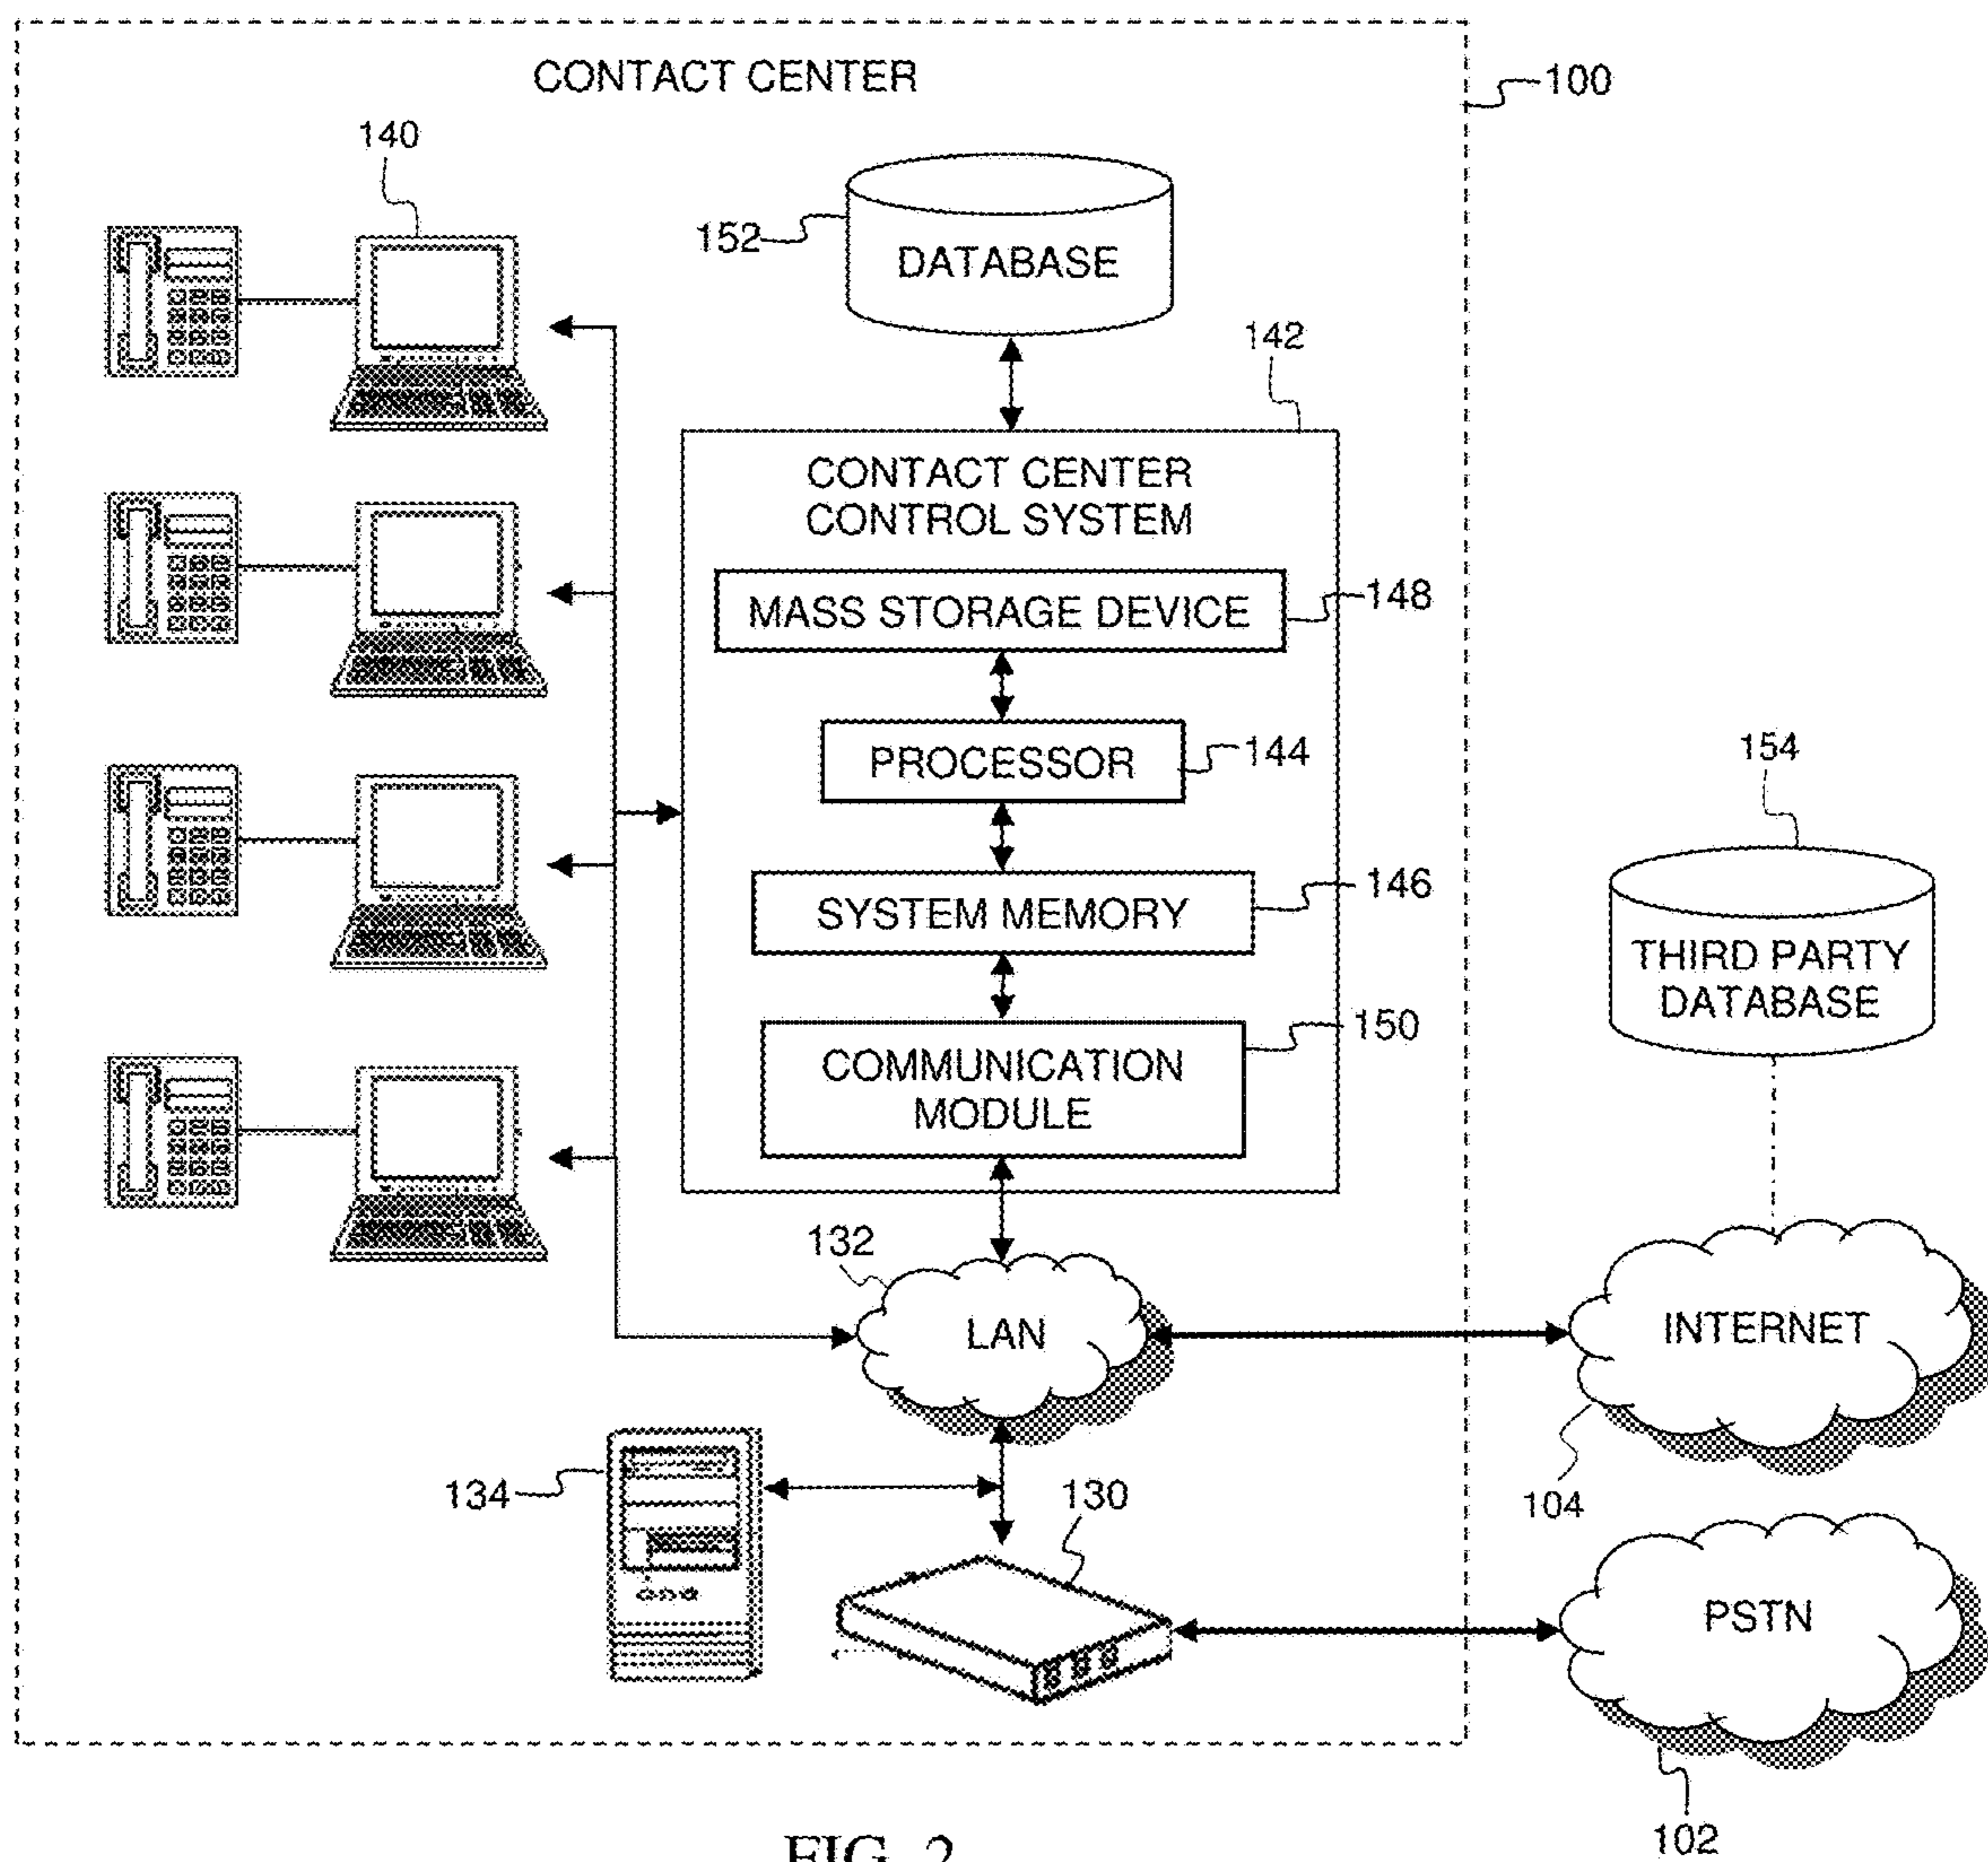 CONTACT CENTER
100
140
152
DATABASE
142
CONTACT CENTER
CONTROL SYSTEM
MASS STORAGE DEVICE
148
PROCESSOR
144
154
SYSTEM MEMORY
146
THIRD PARTY
DATABASE
COMMUNICATION
MODULE
150
132
LAN
INTERNET
134
130
104
PSTN
102
FIG. 2